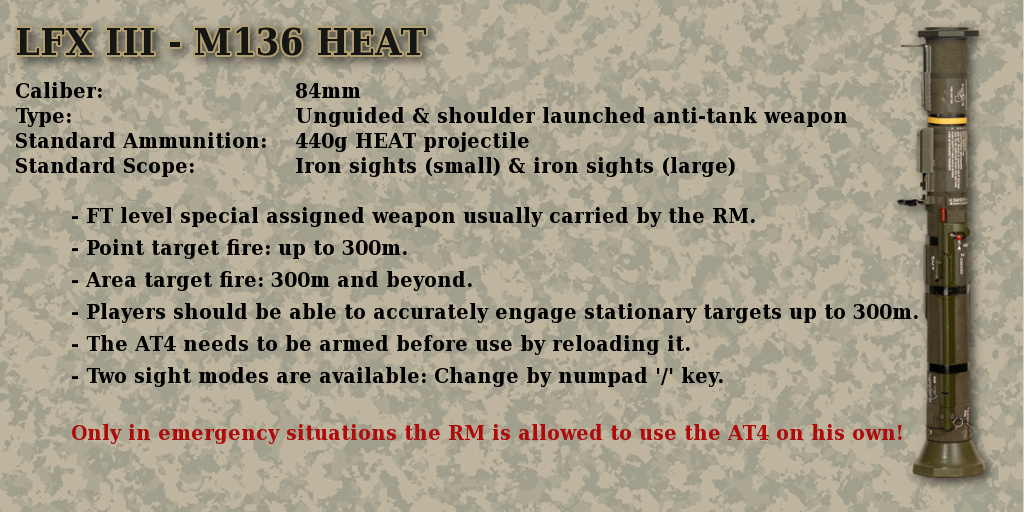 LFX III - M136 HEAT
Caliber: 84mm
Type: Unguided & shoulder launched anti-tank weapon
Standard Ammunition: 440g HEAT projectile
Standard Scope: Iron sights (small) & iron sights (large)
- FT level special assigned weapon usually carried by the RM.
- Point target fire: up to 300m.
- Area target fire: 300m and beyond.
- Players should be able to accurately engage stationary targets up to 300m.
- The AT4 needs to be armed before use by reloading it.
- Two sight modes are available: Change by numpad '/' key.
Only in emergency situations the RM is allowed to use the AT4 on his own!